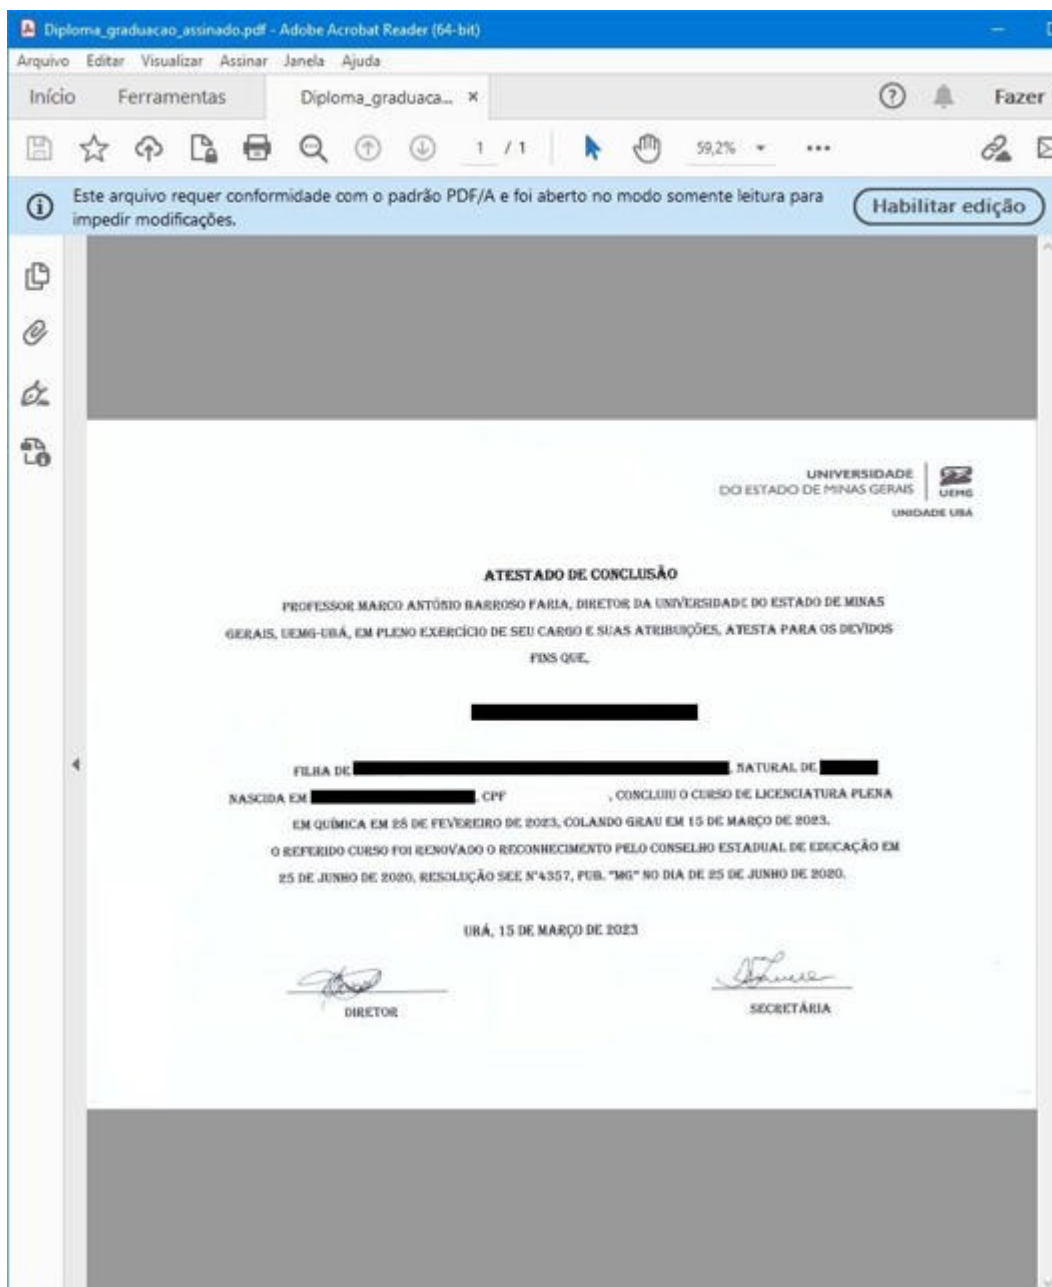 Diploma_graduacao_assinado.pdf - Adobe Acrobat Reader (64-bit)
Arquivo Editar Visualizar Assinar Janela Ajuda
Início Ferramentas Diploma_graduaca... × Fazer
1 / 1 59,2%
Este arquivo requer conformidade com o padrão PDF/A e foi aberto no modo somente leitura para
impedir modificações.
Habilitar edição
UNIVERSIDADE
DO ESTADO DE MINAS GERAIS
UEMG
UNIDADE UBÁ
ATESTADO DE CONCLUSÃO
PROFESSOR MARCO ANTÔNIO BARROSO FARIA, DIRETOR DA UNIVERSIDADE DO ESTADO DE MINAS
GERAIS, UEMG-UBÁ, EM PLENO EXERCÍCIO DE SEU CARGO E SUAS ATRIBUIÇÕES, ATESTA PARA OS DEVIDOS
FINS QUE,
FILHA DE , NATURAL DE
NASCIDA EM , CPF , CONCLUIU O CURSO DE LICENCIATURA PLENA
EM QUÍMICA EM 28 DE FEVEREIRO DE 2023, COLANDO GRAU EM 15 DE MARÇO DE 2023.
O REFERIDO CURSO FOI RENOVADO O RECONHECIMENTO PELO CONSELHO ESTADUAL DE EDUCAÇÃO EM
25 DE JUNHO DE 2020, RESOLUÇÃO SEE Nº4357, PUB. "MG" NO DIA DE 25 DE JUNHO DE 2020.
UBÁ, 15 DE MARÇO DE 2023
DIRETOR
SECRETÁRIA